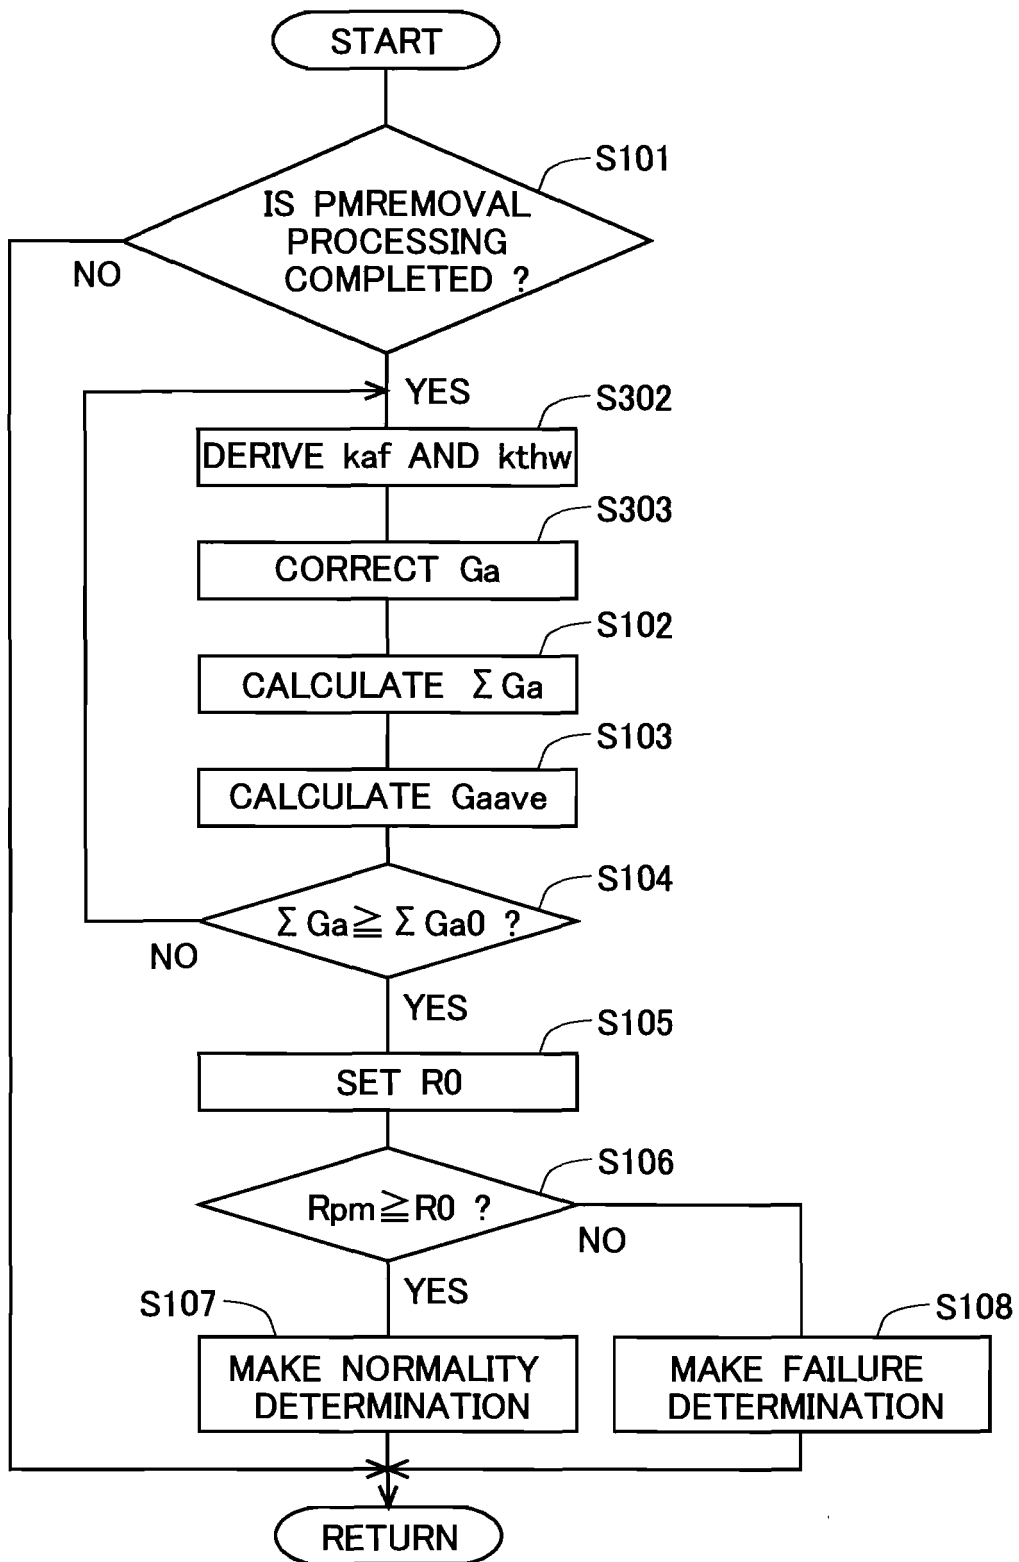 START
S101
IS PMREMOVAL
PROCESSING
COMPLETED ?
NO
YES
S302
DERIVE kaf AND kthw
S303
CORRECT Ga
S102
CALCULATE ΣGa
S103
CALCULATE Gaave
S104
ΣGa≧ΣGa0 ?
NO
YES
S105
SET R0
S106
Rpm≧R0 ?
NO
YES
S107
S108
MAKE NORMALITY
DETERMINATION
MAKE FAILURE
DETERMINATION
RETURN